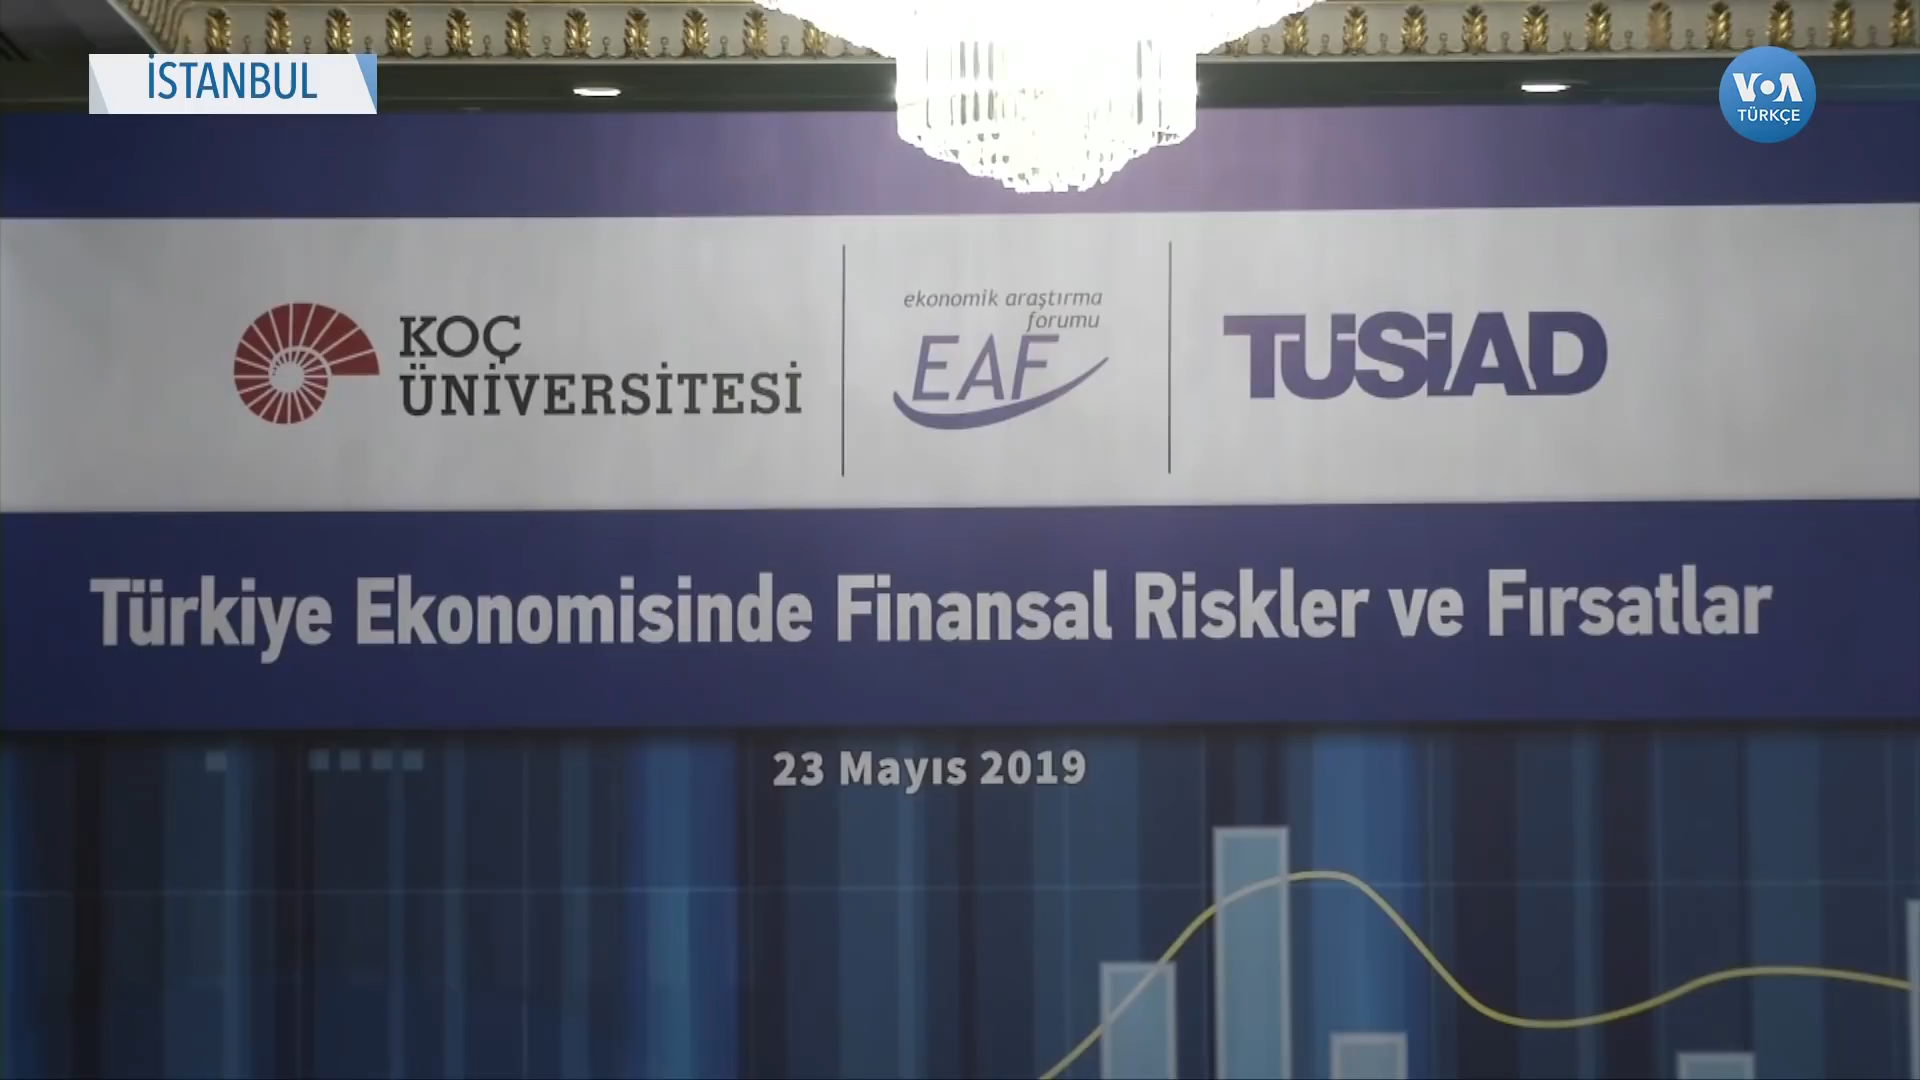 İSTANBUL
VOA
TÜRKÇE
KOÇ
ÜNİVERSİTESİ
ekonomik araştırma
forumu
EAF
TÜSİAD
Türkiye Ekonomisinde Finansal Riskler ve Fırsatlar
23 Mayıs 2019